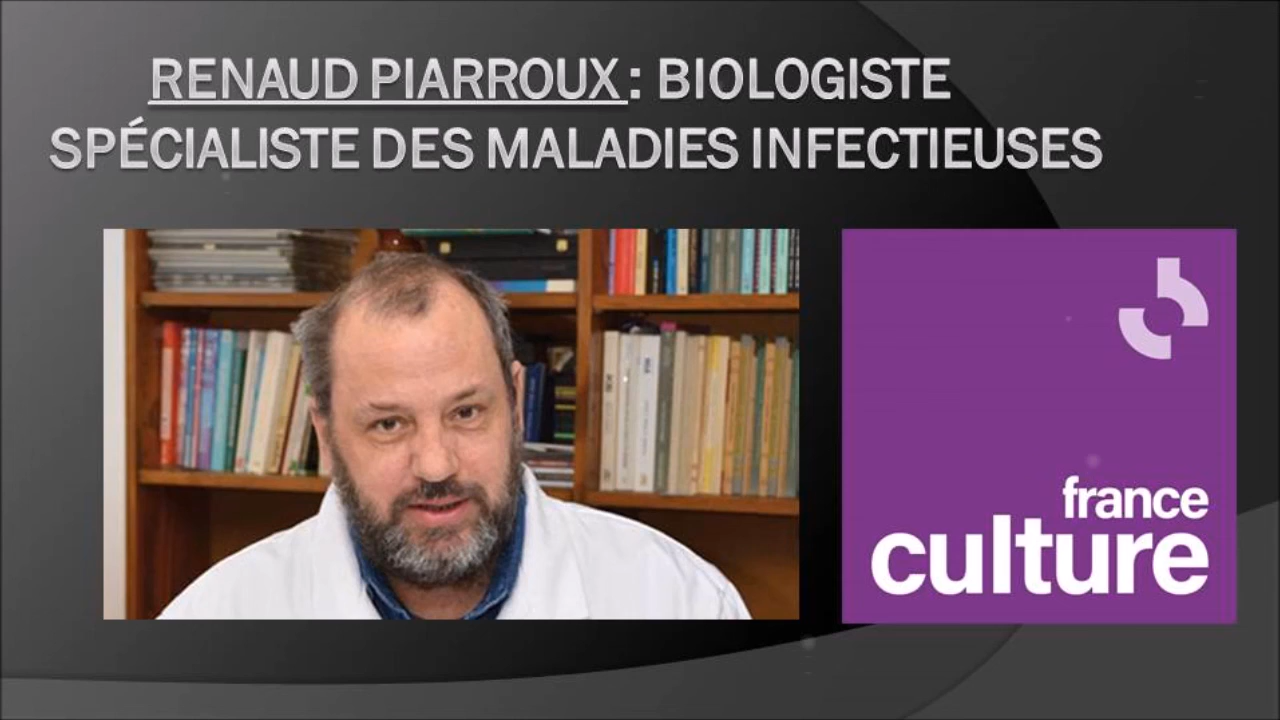 RENAUD PIARROUX : BIOLOGISTE
SPÉCIALISTE DES MALADIES INFECTIEUSES
france
culture